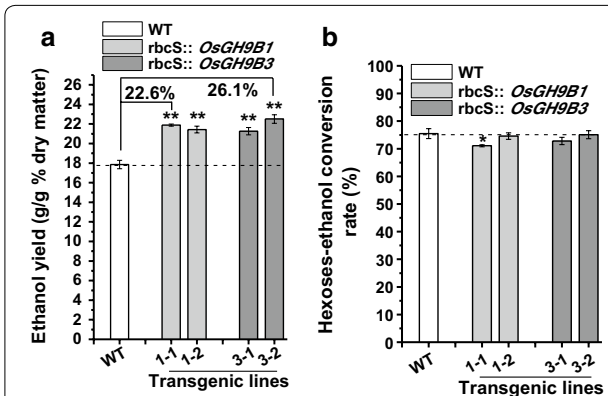 a
WT
rbcS:: OsGH9B1
rbcS:: OsGH9B3
Ethanol yield (g/g % dry matter)
26
24
22
20
18
16
14
12
10
8
6
4
2
0
22.6%
26.1%
**
**
**
**
WT
1-1
1-2
3-1
3-2
Transgenic lines
b
WT
rbcS:: OsGH9B1
rbcS:: OsGH9B3
Hexoses-ethanol conversion
rate (%)
100
90
80
70
60
50
40
30
20
10
0
*
WT
1-1
1-2
3-1
3-2
Transgenic lines